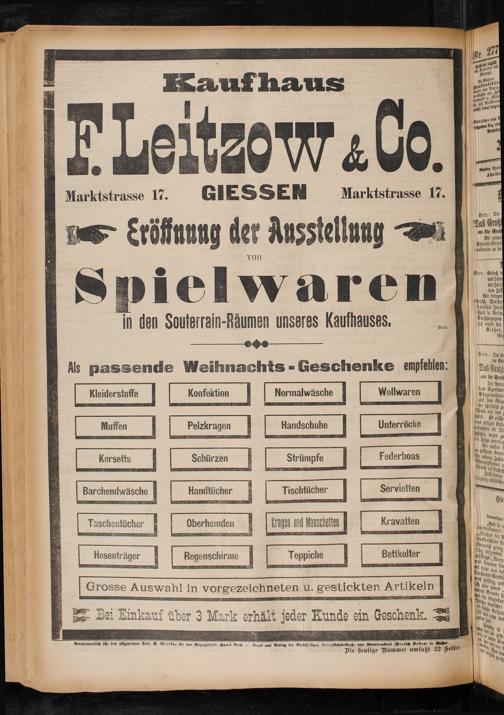 Kaufhaus
F. Leitzow & Co.
Marktstrasse 17. GIESSEN Marktstrasse 17.
Eröffnung der Ausstellung
von
Spielwaren
in den Souterrain-Räumen unseres Kaufhauses.
Als passende Weihnachts-Geschenke empfehlen:
Kleiderstoffe Konfektion Normalwäsche Wollwaren
Muffen Pelzkragen Handschuhe Unterröcke
Korsetts Schürzen Strümpfe Federboas
Barchendwäsche Handtücher Tischtücher Servietten
Taschentücher Oberhemden Kragen und Manschetten Kravatten
Hosenträger Regenschirme Teppiche Bettkolter
Grosse Auswahl in vorgezeichneten u. gestickten Artikeln
Bei Einkauf über 3 Mark erhält jeder Kunde ein Geschenk.
Die heutige Nummer umfaßt 22 Seiten
Nr. 277